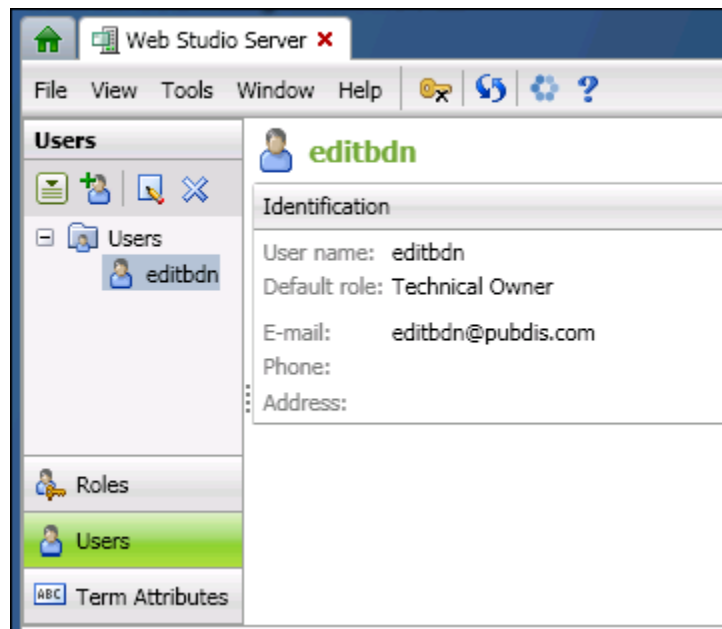 Web Studio Server
File View Tools Window Help
Users
editbdn
Identification
Users
editbdn
User name: editbdn
Default role: Technical Owner
E-mail: editbdn@pubdis.com
Phone:
Address:
Roles
Users
ABC Term Attributes